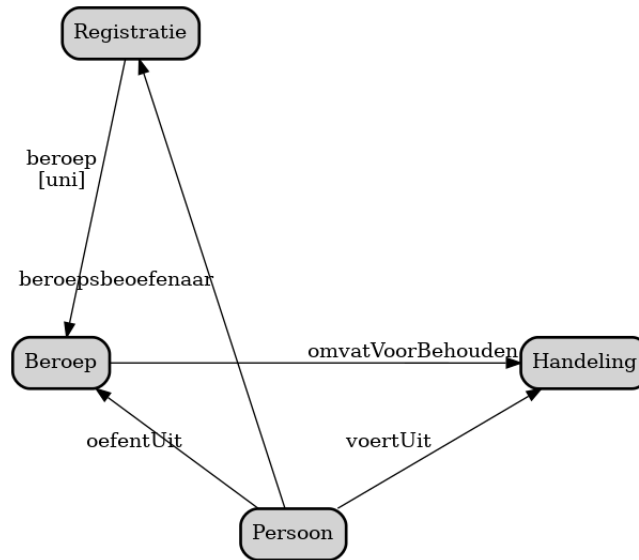 Registratie
beroep
[uni]
beroepsbeoefenaar
omvatVoorBehouden
Beroep
Handeling
oefentUit
voertUit
Persoon